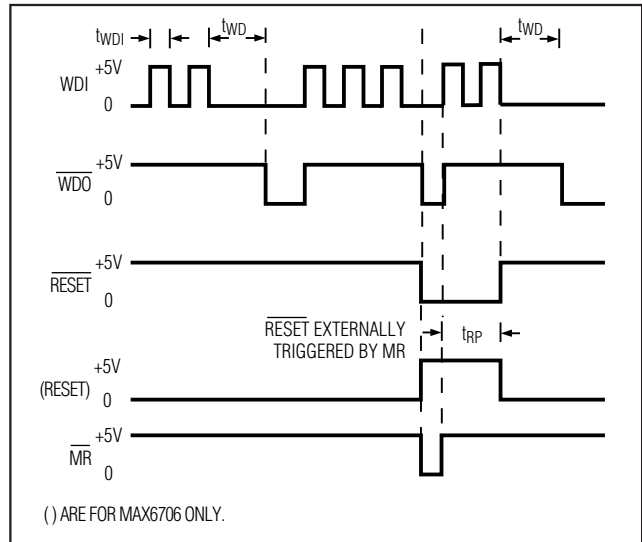 tWDI
tWD
tWD
+5V
WDI
0
+5V
WDO
0
+5V
RESET
0
RESET EXTERNALLY
TRIGGERED BY MR
tRP
+5V
(RESET)
0
+5V
MR
0
( ) ARE FOR MAX6706 ONLY.